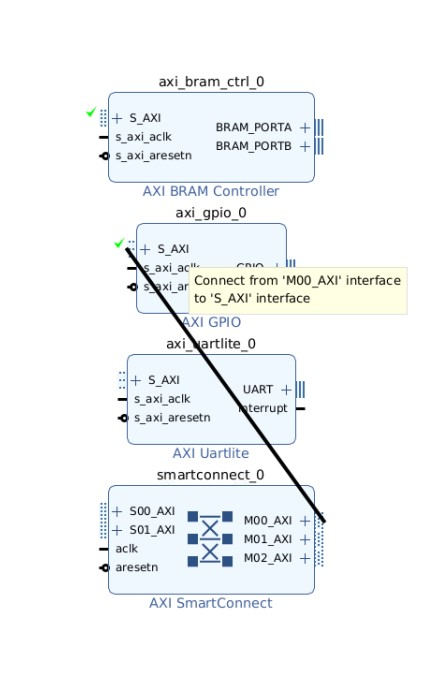 axi_bram_ctrl_0
S_AXI
s_axi_aclk
s_axi_aresetn
BRAM_PORTA
BRAM_PORTB
AXI BRAM Controller
axi_gpio_0
S_AXI
Connect from 'M00_AXI' interface
to 'S_AXI' interface
AXI GPIO
axi_uartlite_0
S_AXI
s_axi_aclk
s_axi_aresetn
UART
interrupt
AXI Uartlite
smartconnect_0
S00_AXI
S01_AXI
aclk
aresetn
M00_AXI
M01_AXI
M02_AXI
AXI SmartConnect